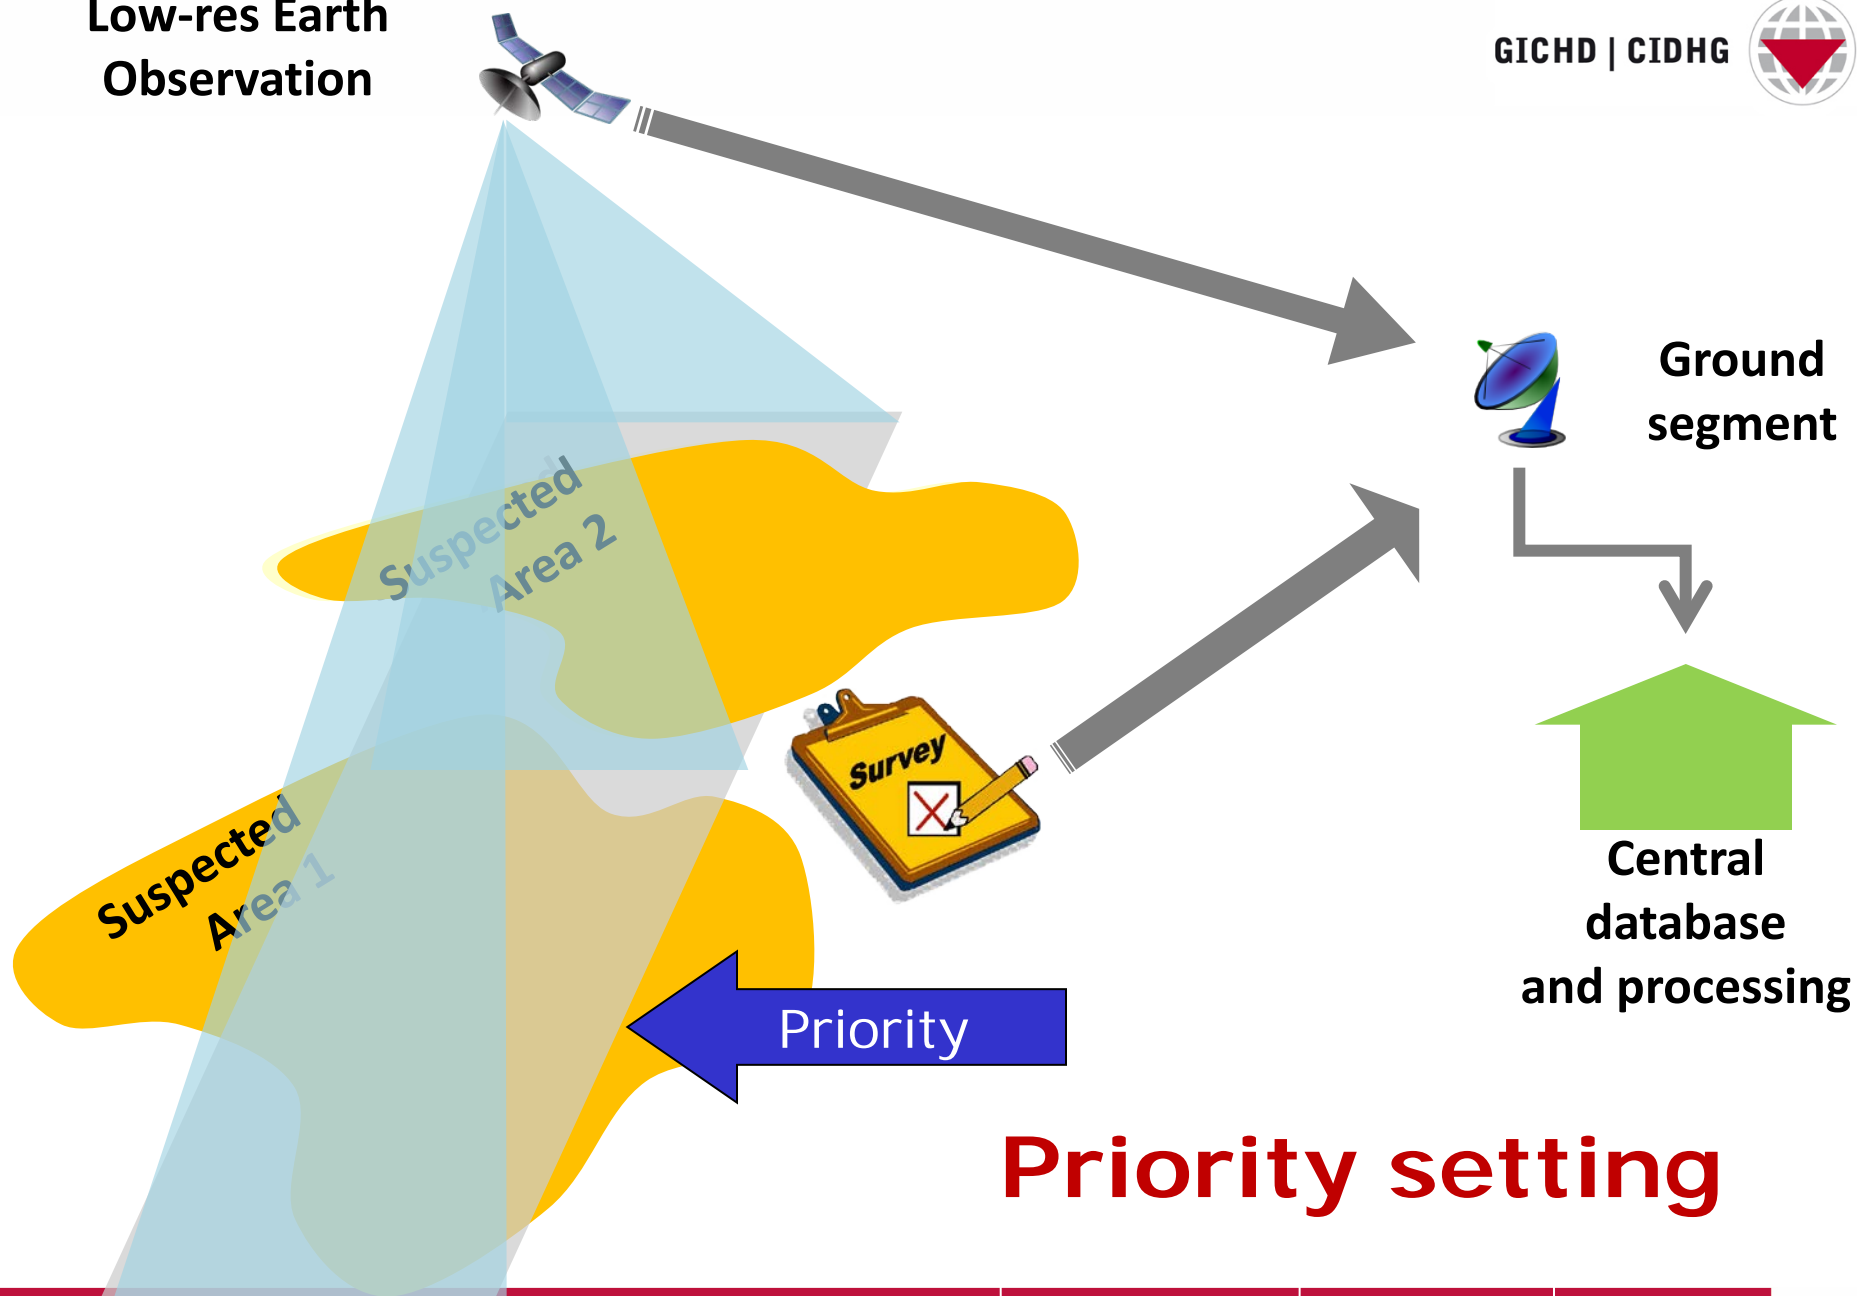 Low-res Earth
Observation
GICHD | CIDHG
Ground
segment
Suspected
Area 2
Survey
Suspected
Area 1
Central
database
and processing
Priority
Priority setting